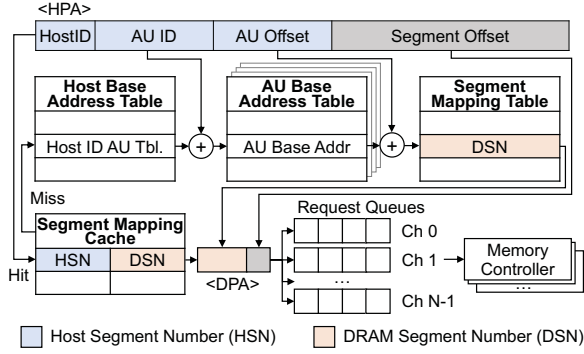 <HPA>
HostID
AU ID
AU Offset
Segment Offset
Host Base
Address Table
AU Base
Address Table
Segment
Mapping Table
Host ID AU Tbl.
+
AU Base Addr
+
DSN
Miss
Segment Mapping
Cache
Hit
HSN
DSN
<DPA>
Request Queues
Ch 0
Ch 1
...
Ch N-1
Memory
Controller
...
Host Segment Number (HSN)
DRAM Segment Number (DSN)